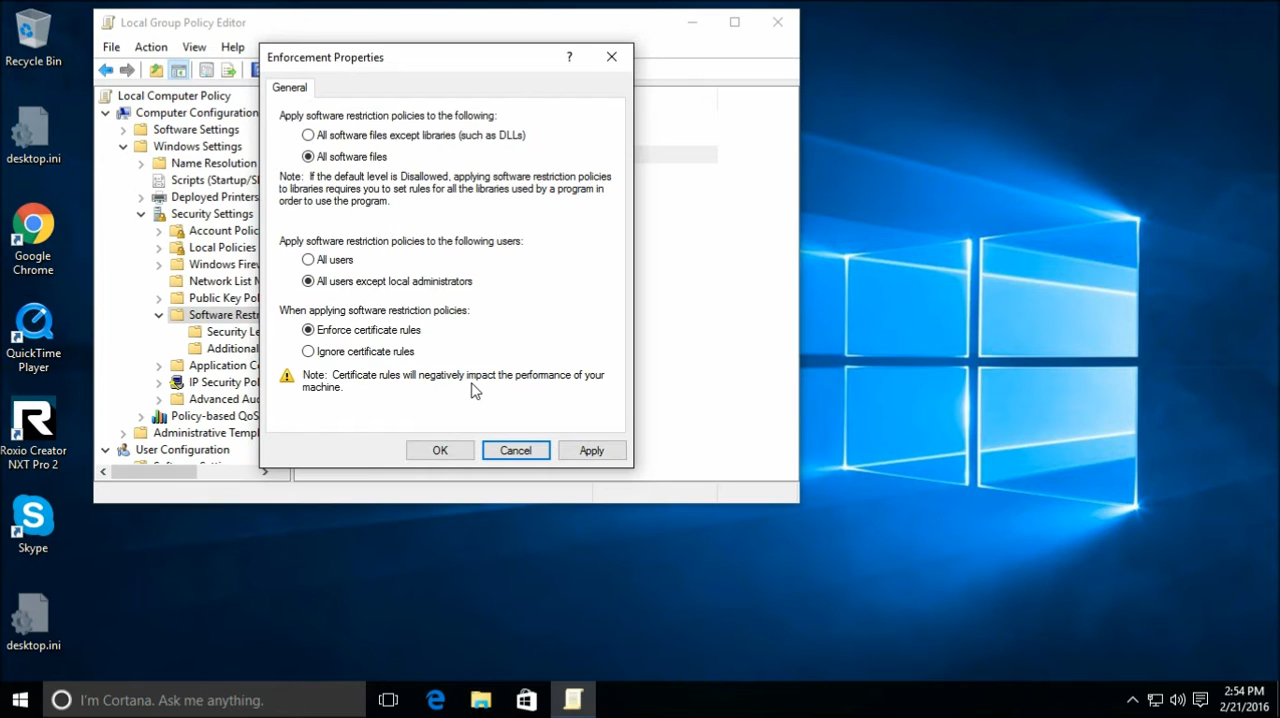 Recycle Bin
desktop.ini
Google
Chrome
QuickTime
Player
Roxio Creator
NXT Pro 2
Skype
desktop.ini
Local Group Policy Editor
File Action View Help
Local Computer Policy
Computer Configuration
Software Settings
Windows Settings
Name Resolution
Scripts (Startup/Sh
Deployed Printers
Security Settings
Account Polic
Local Policies
Windows Firew
Network List M
Public Key Pol
Software Restr
Security Le
Additional
Application C
IP Security Po
Advanced Aud
Policy-based QoS
Administrative Templ
User Configuration
Enforcement Properties
?
General
Apply software restriction policies to the following:
All software files except libraries (such as DLLs)
All software files
Note: If the default level is Disallowed, applying software restriction policies
to libraries requires you to set rules for all the libraries used by a program in
order to use the program.
Apply software restriction policies to the following users:
All users
All users except local administrators
When applying software restriction policies:
Enforce certificate rules
Ignore certificate rules
Note: Certificate rules will negatively impact the performance of your
machine.
OK Cancel Apply
I'm Cortana. Ask me anything.
2:54 PM
2/21/2016